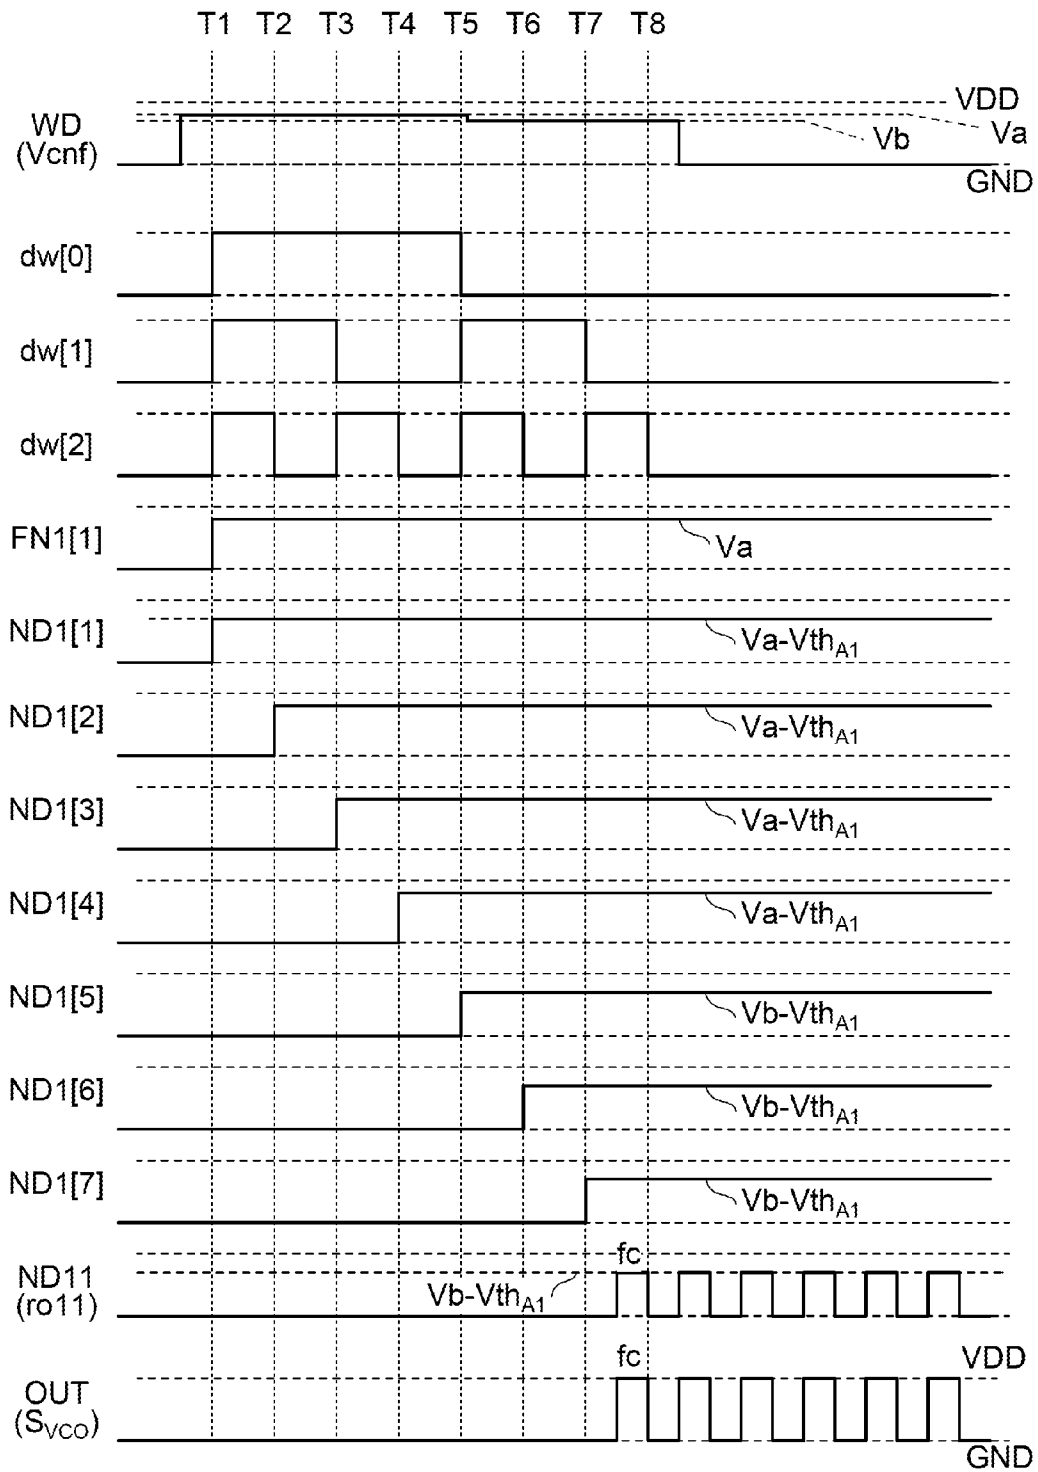 T1 T2 T3 T4 T5 T6 T7 T8
VDD
WD
(Vcnf)
Vb
Va
GND
dw[0]
dw[1]
dw[2]
FN1[1]
Va
ND1[1]
Va-VthA1
ND1[2]
Va-VthA1
ND1[3]
Va-VthA1
ND1[4]
Va-VthA1
ND1[5]
Vb-VthA1
ND1[6]
Vb-VthA1
ND1[7]
Vb-VthA1
fc
ND11
(ro11)
Vb-VthA1
fc
VDD
OUT
(SVCO)
GND